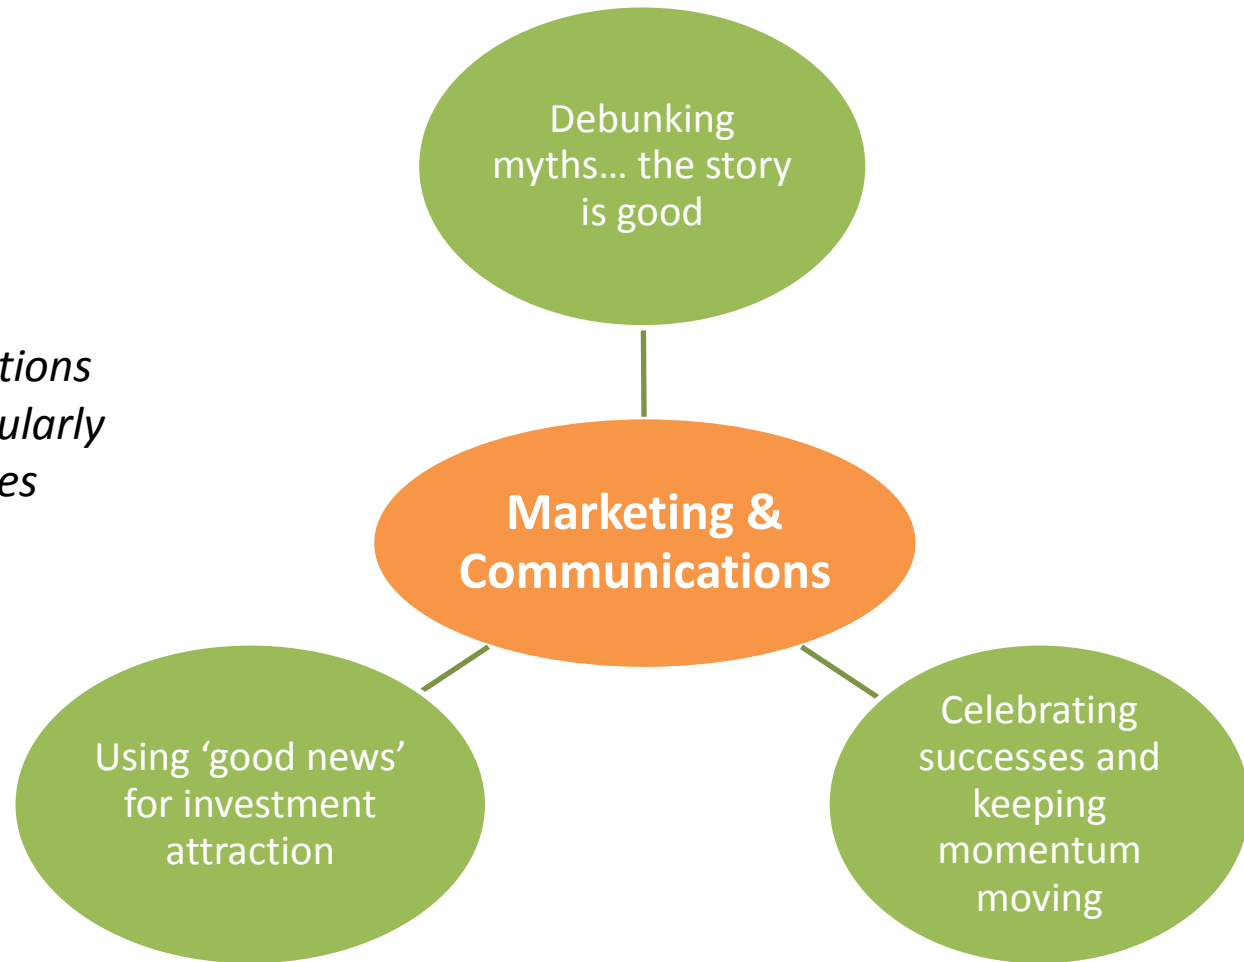 Debunking
myths… the story
is good
Marketing &
Communications
Using ‘good news’
for investment
attraction
Celebrating
successes and
keeping
momentum
moving